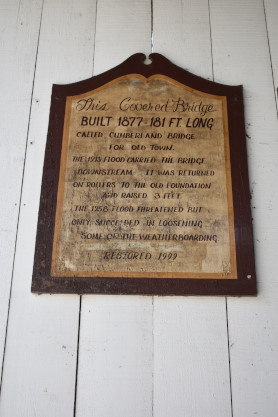 This Covered Bridge
BUILT 1877-181 FT LONG
CALLED CUMBERLAND BRIDGE
FOR OLD TOWN.
THE 1913 FLOOD CARRIED THE BRIDGE
DOWNSTREAM. IT WAS RETURNED
ON ROLLERS TO THE OLD FOUNDATION
AND RAISED 3 FEET.
THE 1958 FLOOD THREATENED BUT
ONLY SUCCEEDED IN LOOSENING
SOME OF THE WEATHERBOARDING
RESTORED 1999